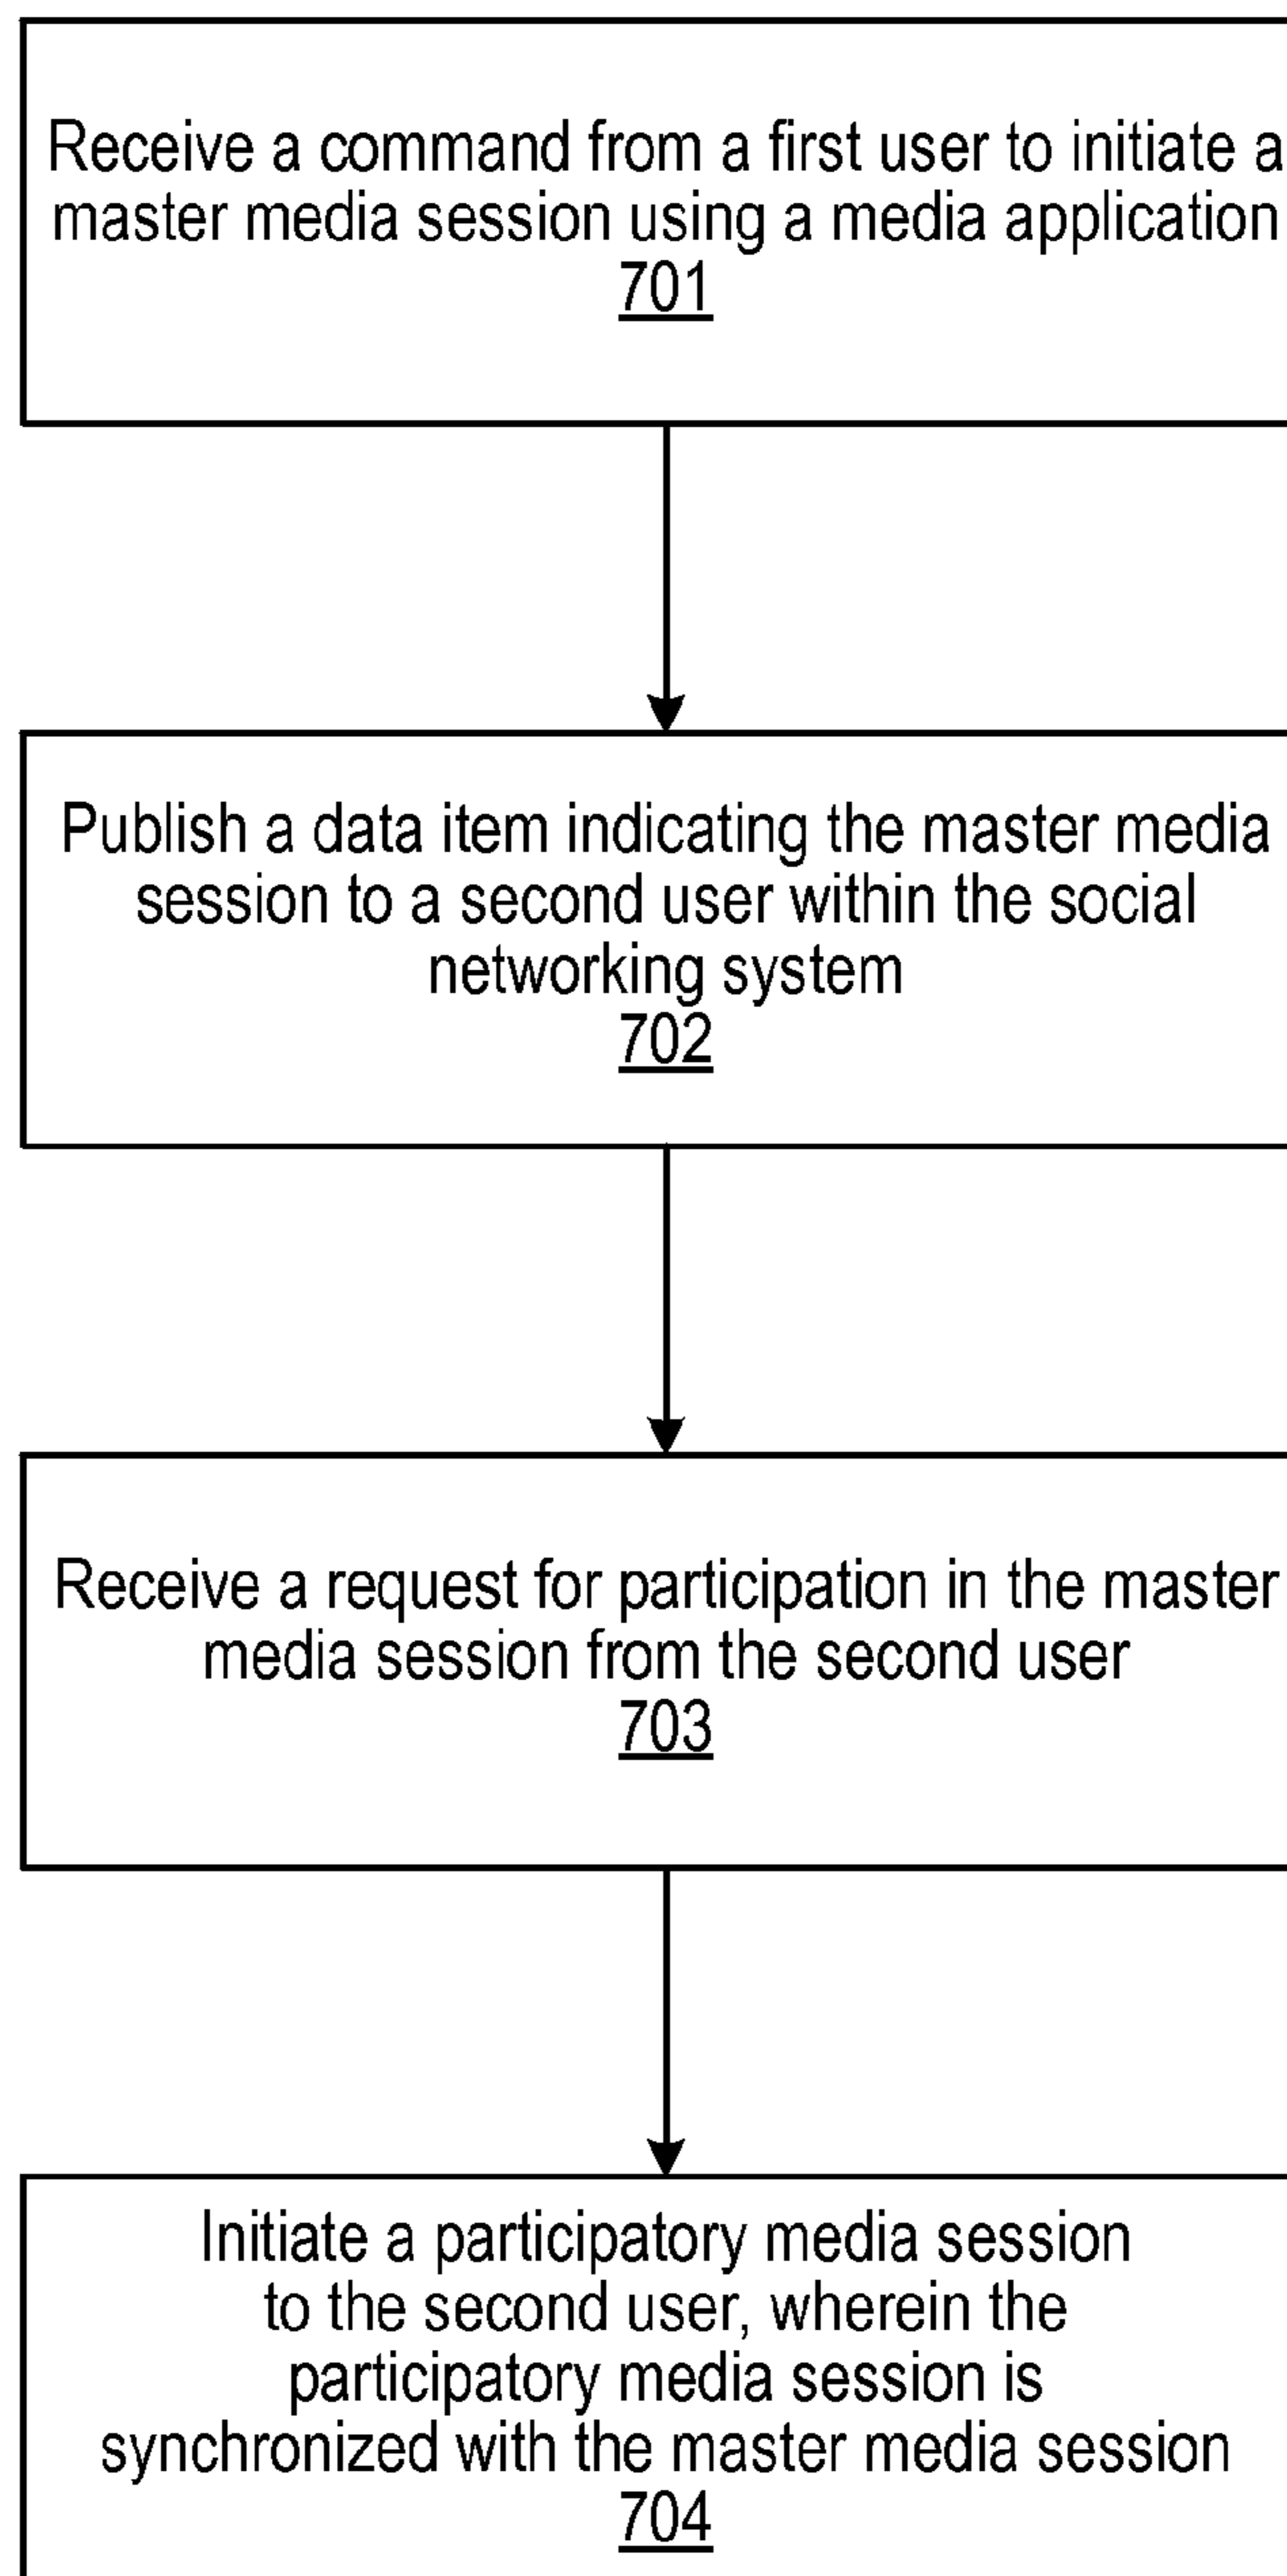 Receive a command from a first user to initiate a
master media session using a media application
701
Publish a data item indicating the master media
session to a second user within the social
networking system
702
Receive a request for participation in the master
media session from the second user
703
Initiate a participatory media session
to the second user, wherein the
participatory media session is
synchronized with the master media session
704